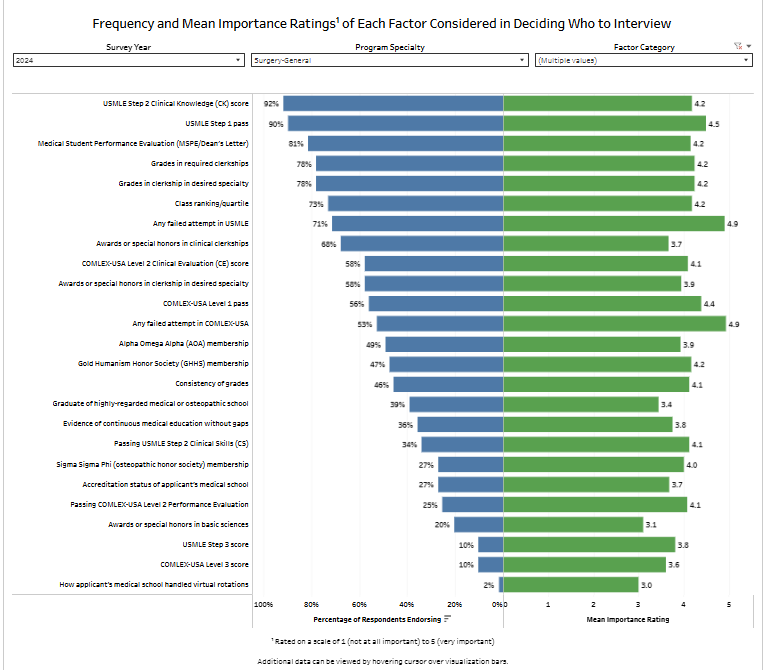 Frequency and Mean Importance Ratings¹ of Each Factor Considered in Deciding Who to Interview
Survey Year Program Specialty Factor Category
2024 Surgery-General (Multiple values)
USMLE Step 2 Clinical Knowledge (CK) score 92% 4.2
USMLE Step 1 pass 90% 4.5
Medical Student Performance Evaluation (MSPE/Dean's Letter) 81% 4.2
Grades in required clerkships 78% 4.2
Grades in clerkship in desired specialty 78% 4.2
Class ranking/quartile 73% 4.2
Any failed attempt in USMLE 71% 4.9
Awards or special honors in clinical clerkships 68% 3.7
COMLEX-USA Level 2 Clinical Evaluation (CE) score 58% 4.1
Awards or special honors in clerkship in desired specialty 58% 3.9
COMLEX-USA Level 1 pass 56% 4.4
Any failed attempt in COMLEX-USA 53% 4.9
Alpha Omega Alpha (AOA) membership 49% 3.9
Gold Humanism Honor Society (GHHS) membership 47% 4.2
Consistency of grades 46% 4.1
Graduate of highly-regarded medical or osteopathic school 39% 3.4
Evidence of continuous medical education without gaps 36% 3.8
Passing USMLE Step 2 Clinical Skills (CS) 34% 4.1
Sigma Sigma Phi (osteopathic honor society) membership 27% 4.0
Accreditation status of applicant's medical school 27% 3.7
Passing COMLEX-USA Level 2 Performance Evaluation 25% 4.1
Awards or special honors in basic sciences 20% 3.1
USMLE Step 3 score 10% 3.8
COMLEX-USA Level 3 score 10% 3.6
How applicant's medical school handled virtual rotations 2% 3.0
100% 80% 60% 40% 20% 0% 0 1 2 3 4 5
Percentage of Respondents Endorsing Mean Importance Rating
¹ Rated on a scale of 1 (not at all important) to 5 (very important)
Additional data can be viewed by hovering cursor over visualization bars.